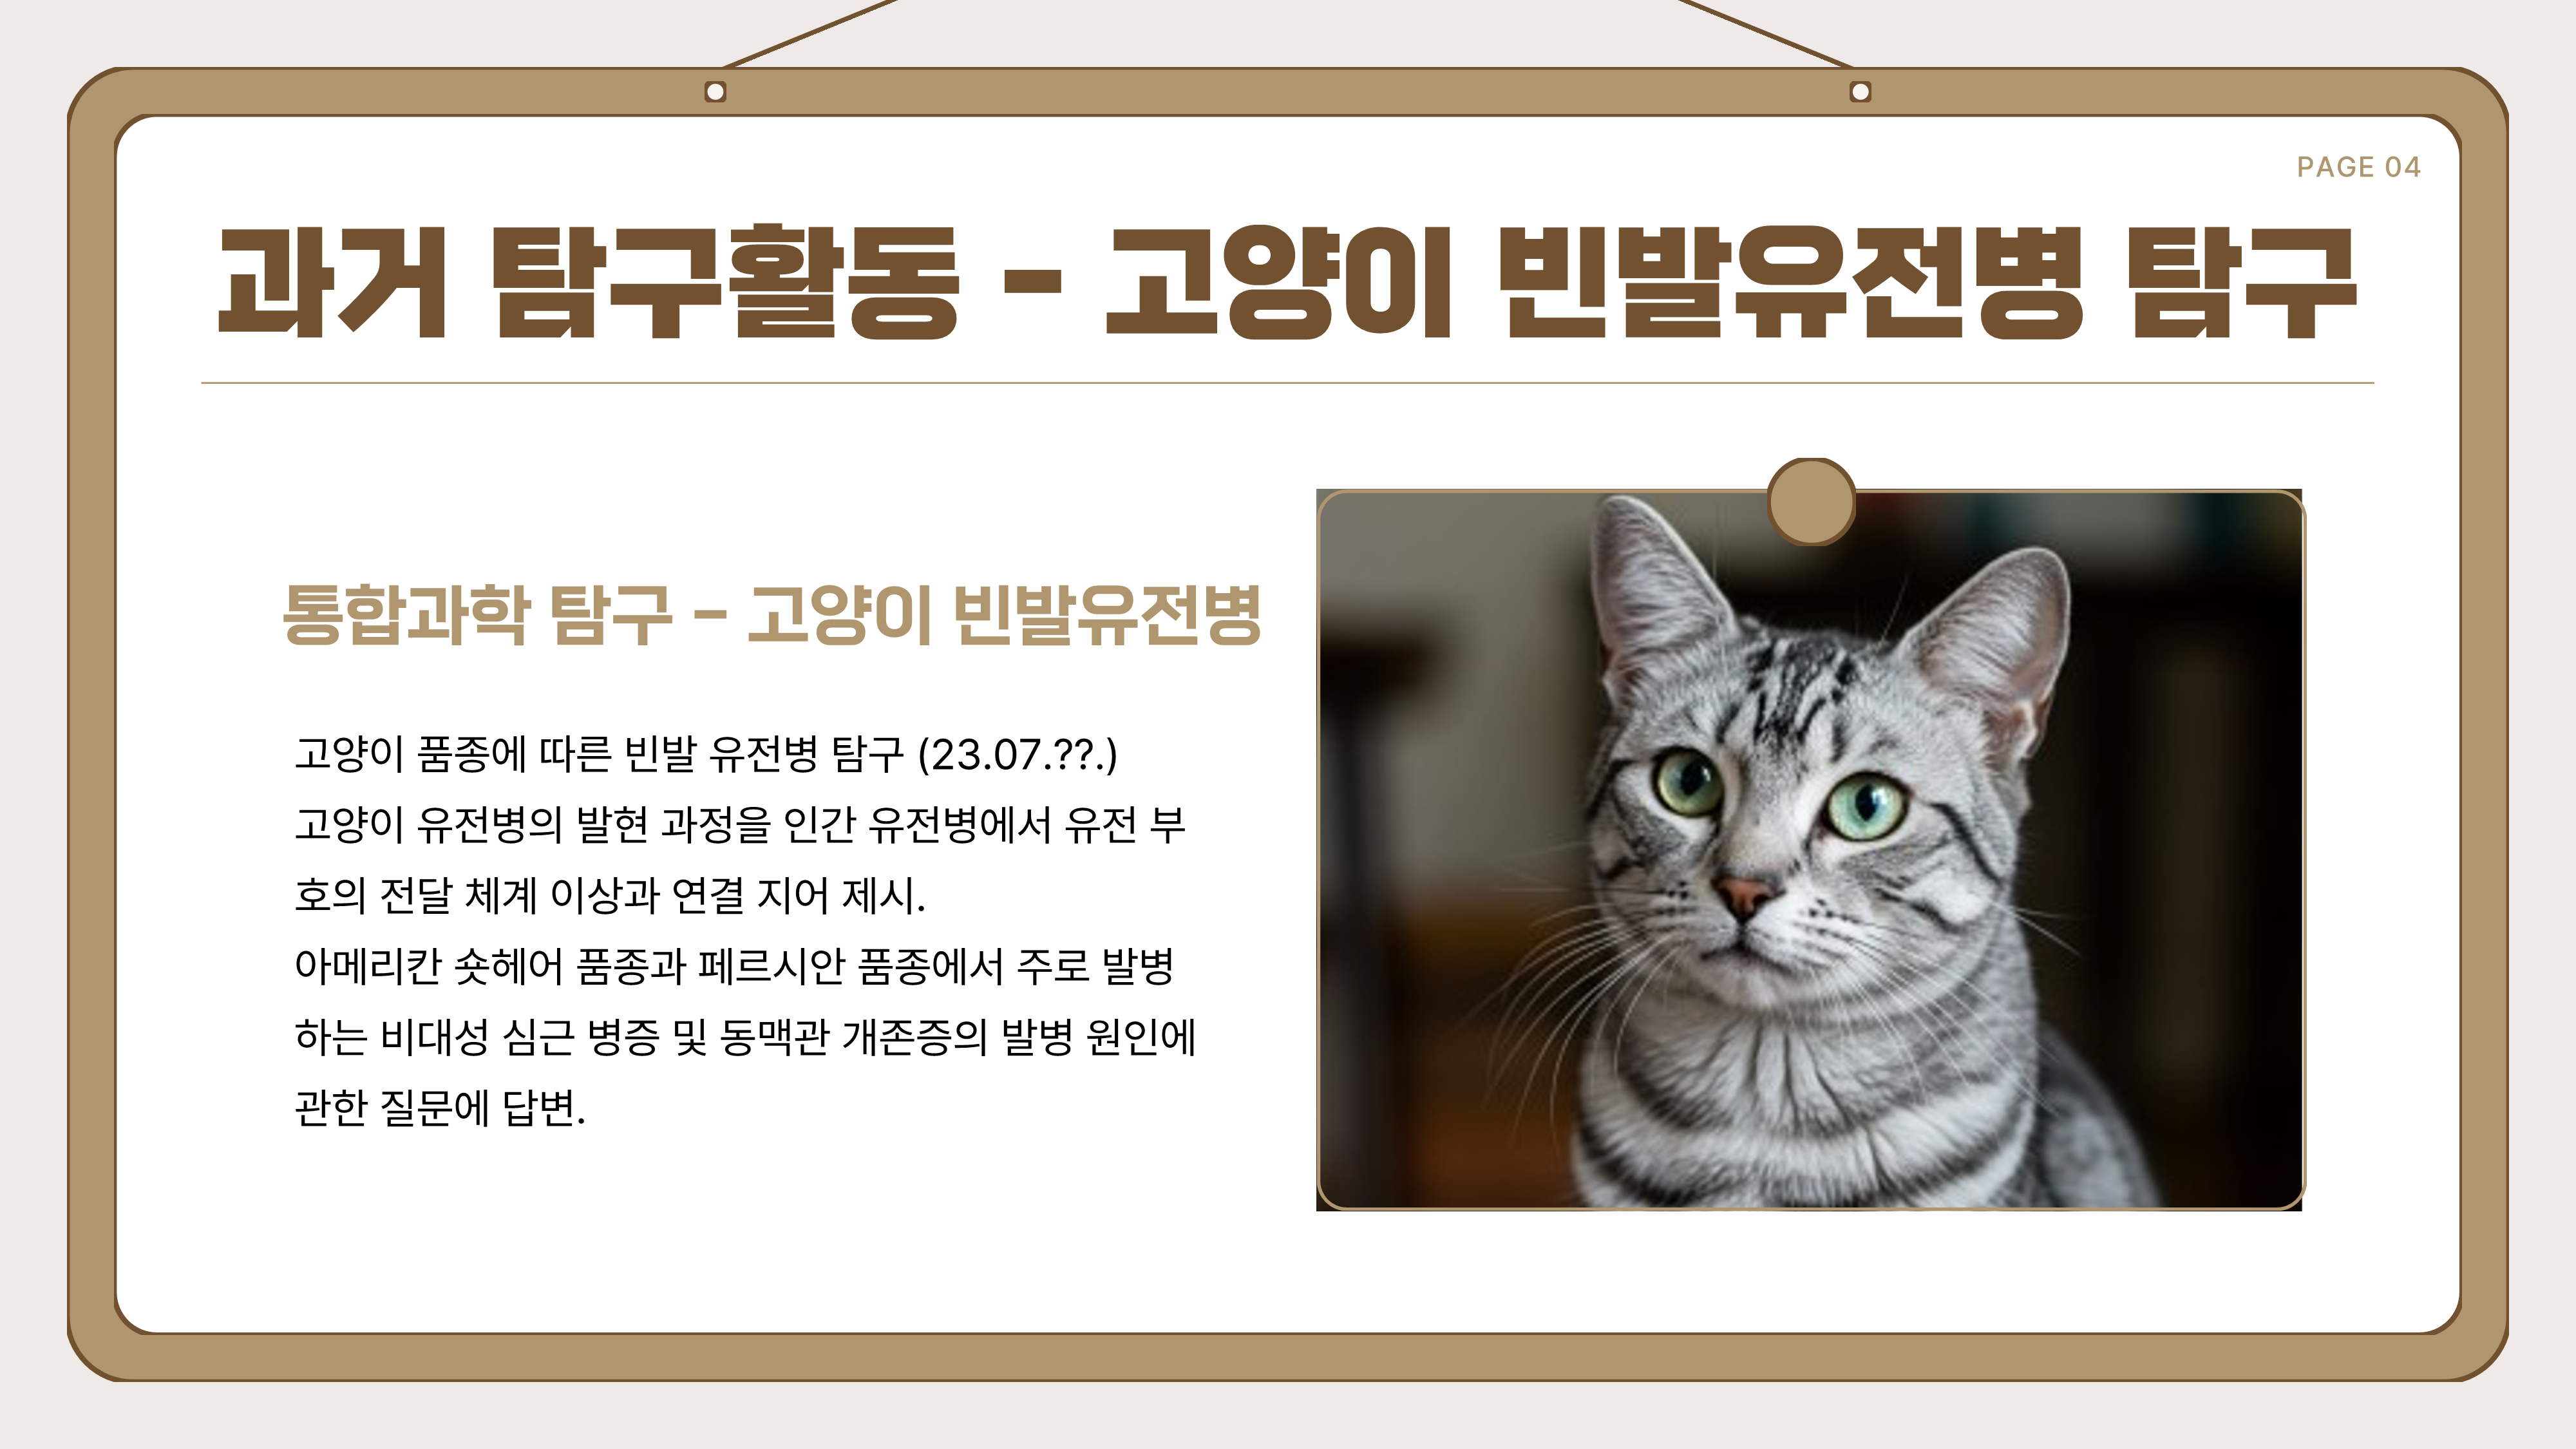 PAGE 04
과거 탐구활동 - 고양이 빈발유전병 탐구
통합과학 탐구 - 고양이 빈발유전병
고양이 품종에 따른 빈발 유전병 탐구 (23.07.??.)
고양이 유전병의 발현 과정을 인간 유전병에서 유전 부
호의 전달 체계 이상과 연결 지어 제시.
아메리칸 숏헤어 품종과 페르시안 품종에서 주로 발병
하는 비대성 심근 병증 및 동맥관 개존증의 발병 원인에
관한 질문에 답변.